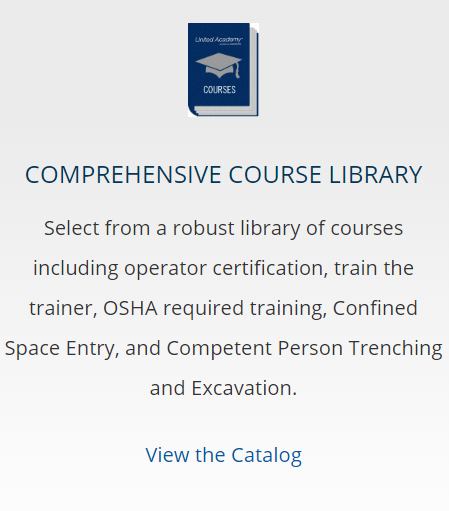 United Academy
COURSES
COMPREHENSIVE COURSE LIBRARY
Select from a robust library of courses
including operator certification, train the
trainer, OSHA required training, Confined
Space Entry, and Competent Person Trenching
and Excavation.
View the Catalog